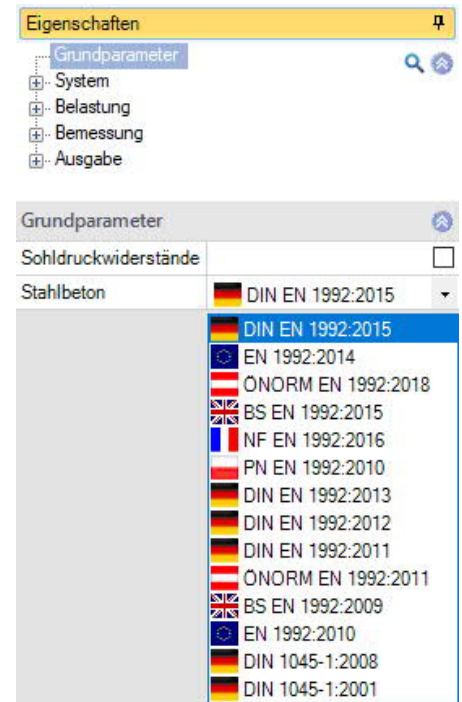 Eigenschaften
Grundparameter
System
Belastung
Bemessung
Ausgabe
Grundparameter
Sohldruckwiderstände
Stahlbeton DIN EN 1992:2015
DIN EN 1992:2015
EN 1992:2014
ÖNORM EN 1992:2018
BS EN 1992:2015
NF EN 1992:2016
PN EN 1992:2010
DIN EN 1992:2013
DIN EN 1992:2012
DIN EN 1992:2011
ÖNORM EN 1992:2011
BS EN 1992:2009
EN 1992:2010
DIN 1045-1:2008
DIN 1045-1:2001